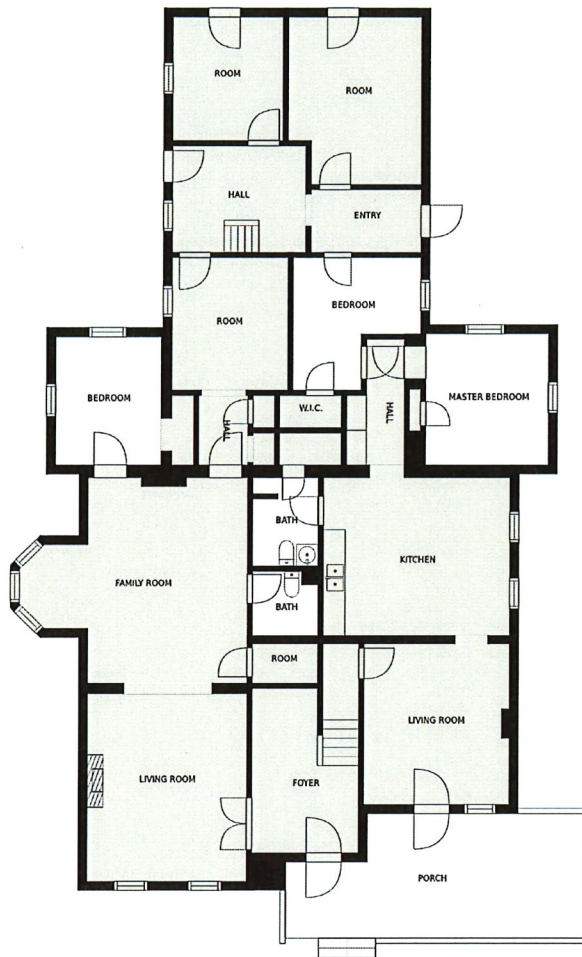 ROOM
ROOM
HALL
ENTRY
ROOM
BEDROOM
BEDROOM
W.I.C.
HALL
HALL
MASTER BEDROOM
BATH
KITCHEN
FAMILY ROOM
BATH
ROOM
LIVING ROOM
LIVING ROOM
FOYER
PORCH